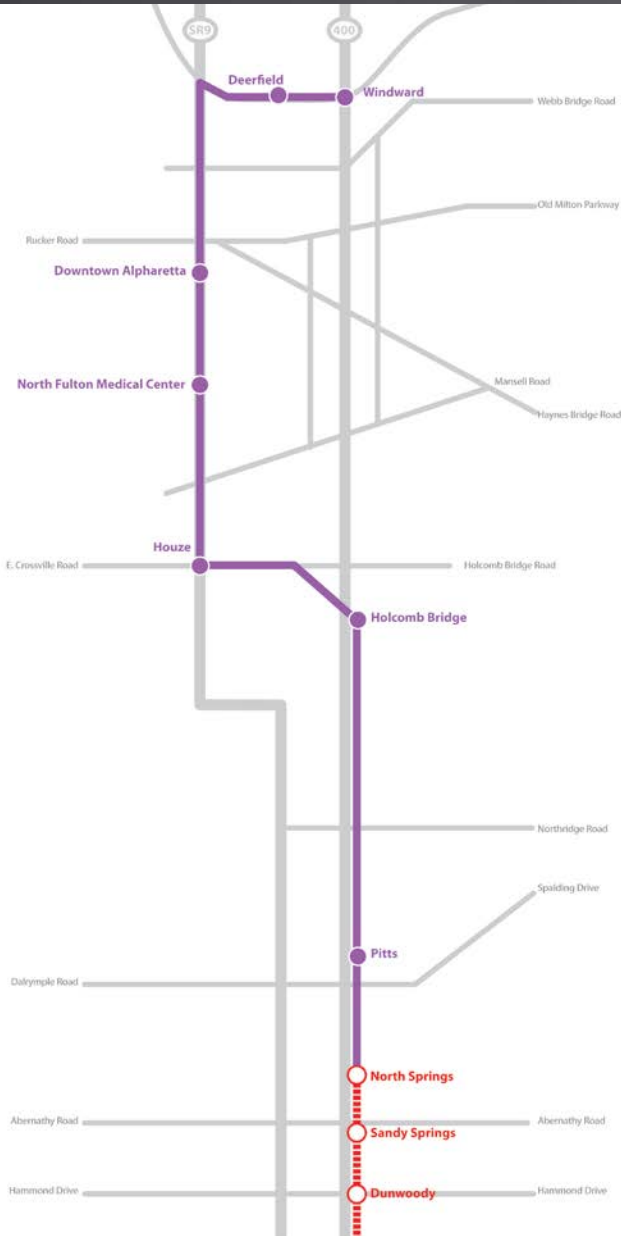 SR9
400
Deerfield
Windward
Webb Bridge Road
Old Milton Parkway
Rucker Road
Downtown Alpharetta
North Fulton Medical Center
Mansell Road
Haynes Bridge Road
Houze
E. Crossville Road
Holcomb Bridge Road
Holcomb Bridge
Northridge Road
Spalding Drive
Pitts
Dalrymple Road
North Springs
Abernathy Road
Abernathy Road
Sandy Springs
Hammond Drive
Dunwoody
Hammond Drive